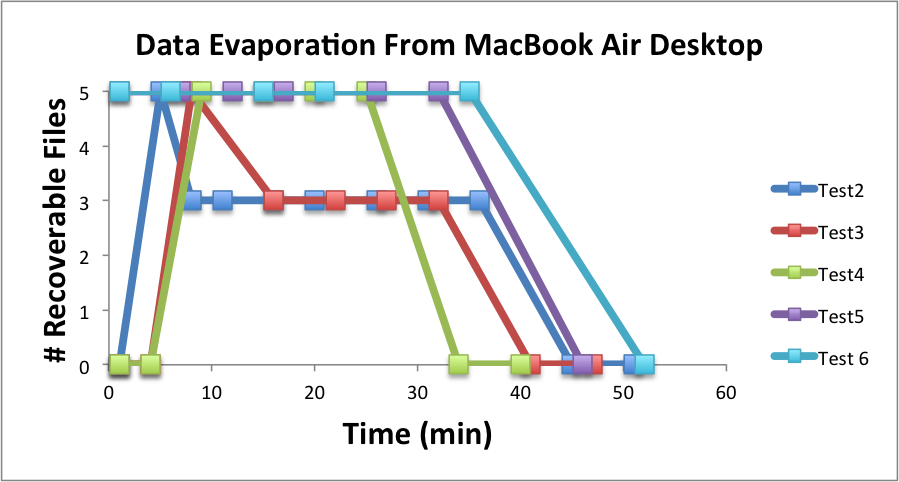 Data Evaporation From MacBook Air Desktop
# Recoverable Files
5
4
3
2
1
0
0 10 20 30 40 50 60
Time (min)
Test2
Test3
Test4
Test5
Test 6